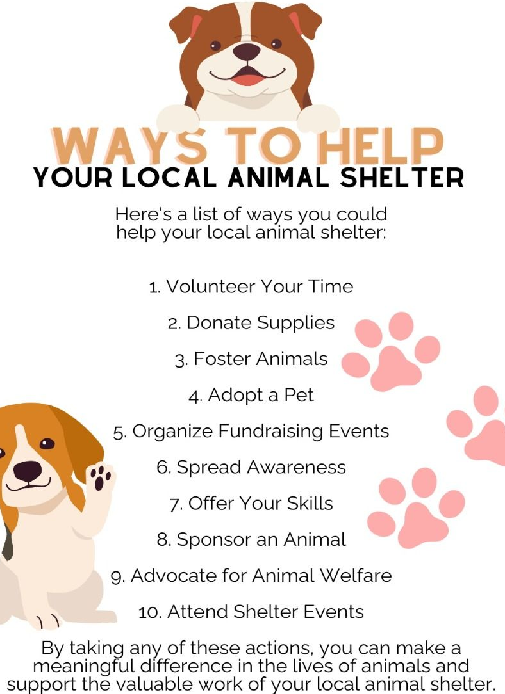 WAYS TO HELP
YOUR LOCAL ANIMAL SHELTER
Here's a list of ways you could
help your local animal shelter:
1. Volunteer Your Time
2. Donate Supplies
3. Foster Animals
4. Adopt a Pet
5. Organize Fundraising Events
6. Spread Awareness
7. Offer Your Skills
8. Sponsor an Animal
9. Advocate for Animal Welfare
10. Attend Shelter Events
By taking any of these actions, you can make a
meaningful difference in the lives of animals and
support the valuable work of your local animal shelter.